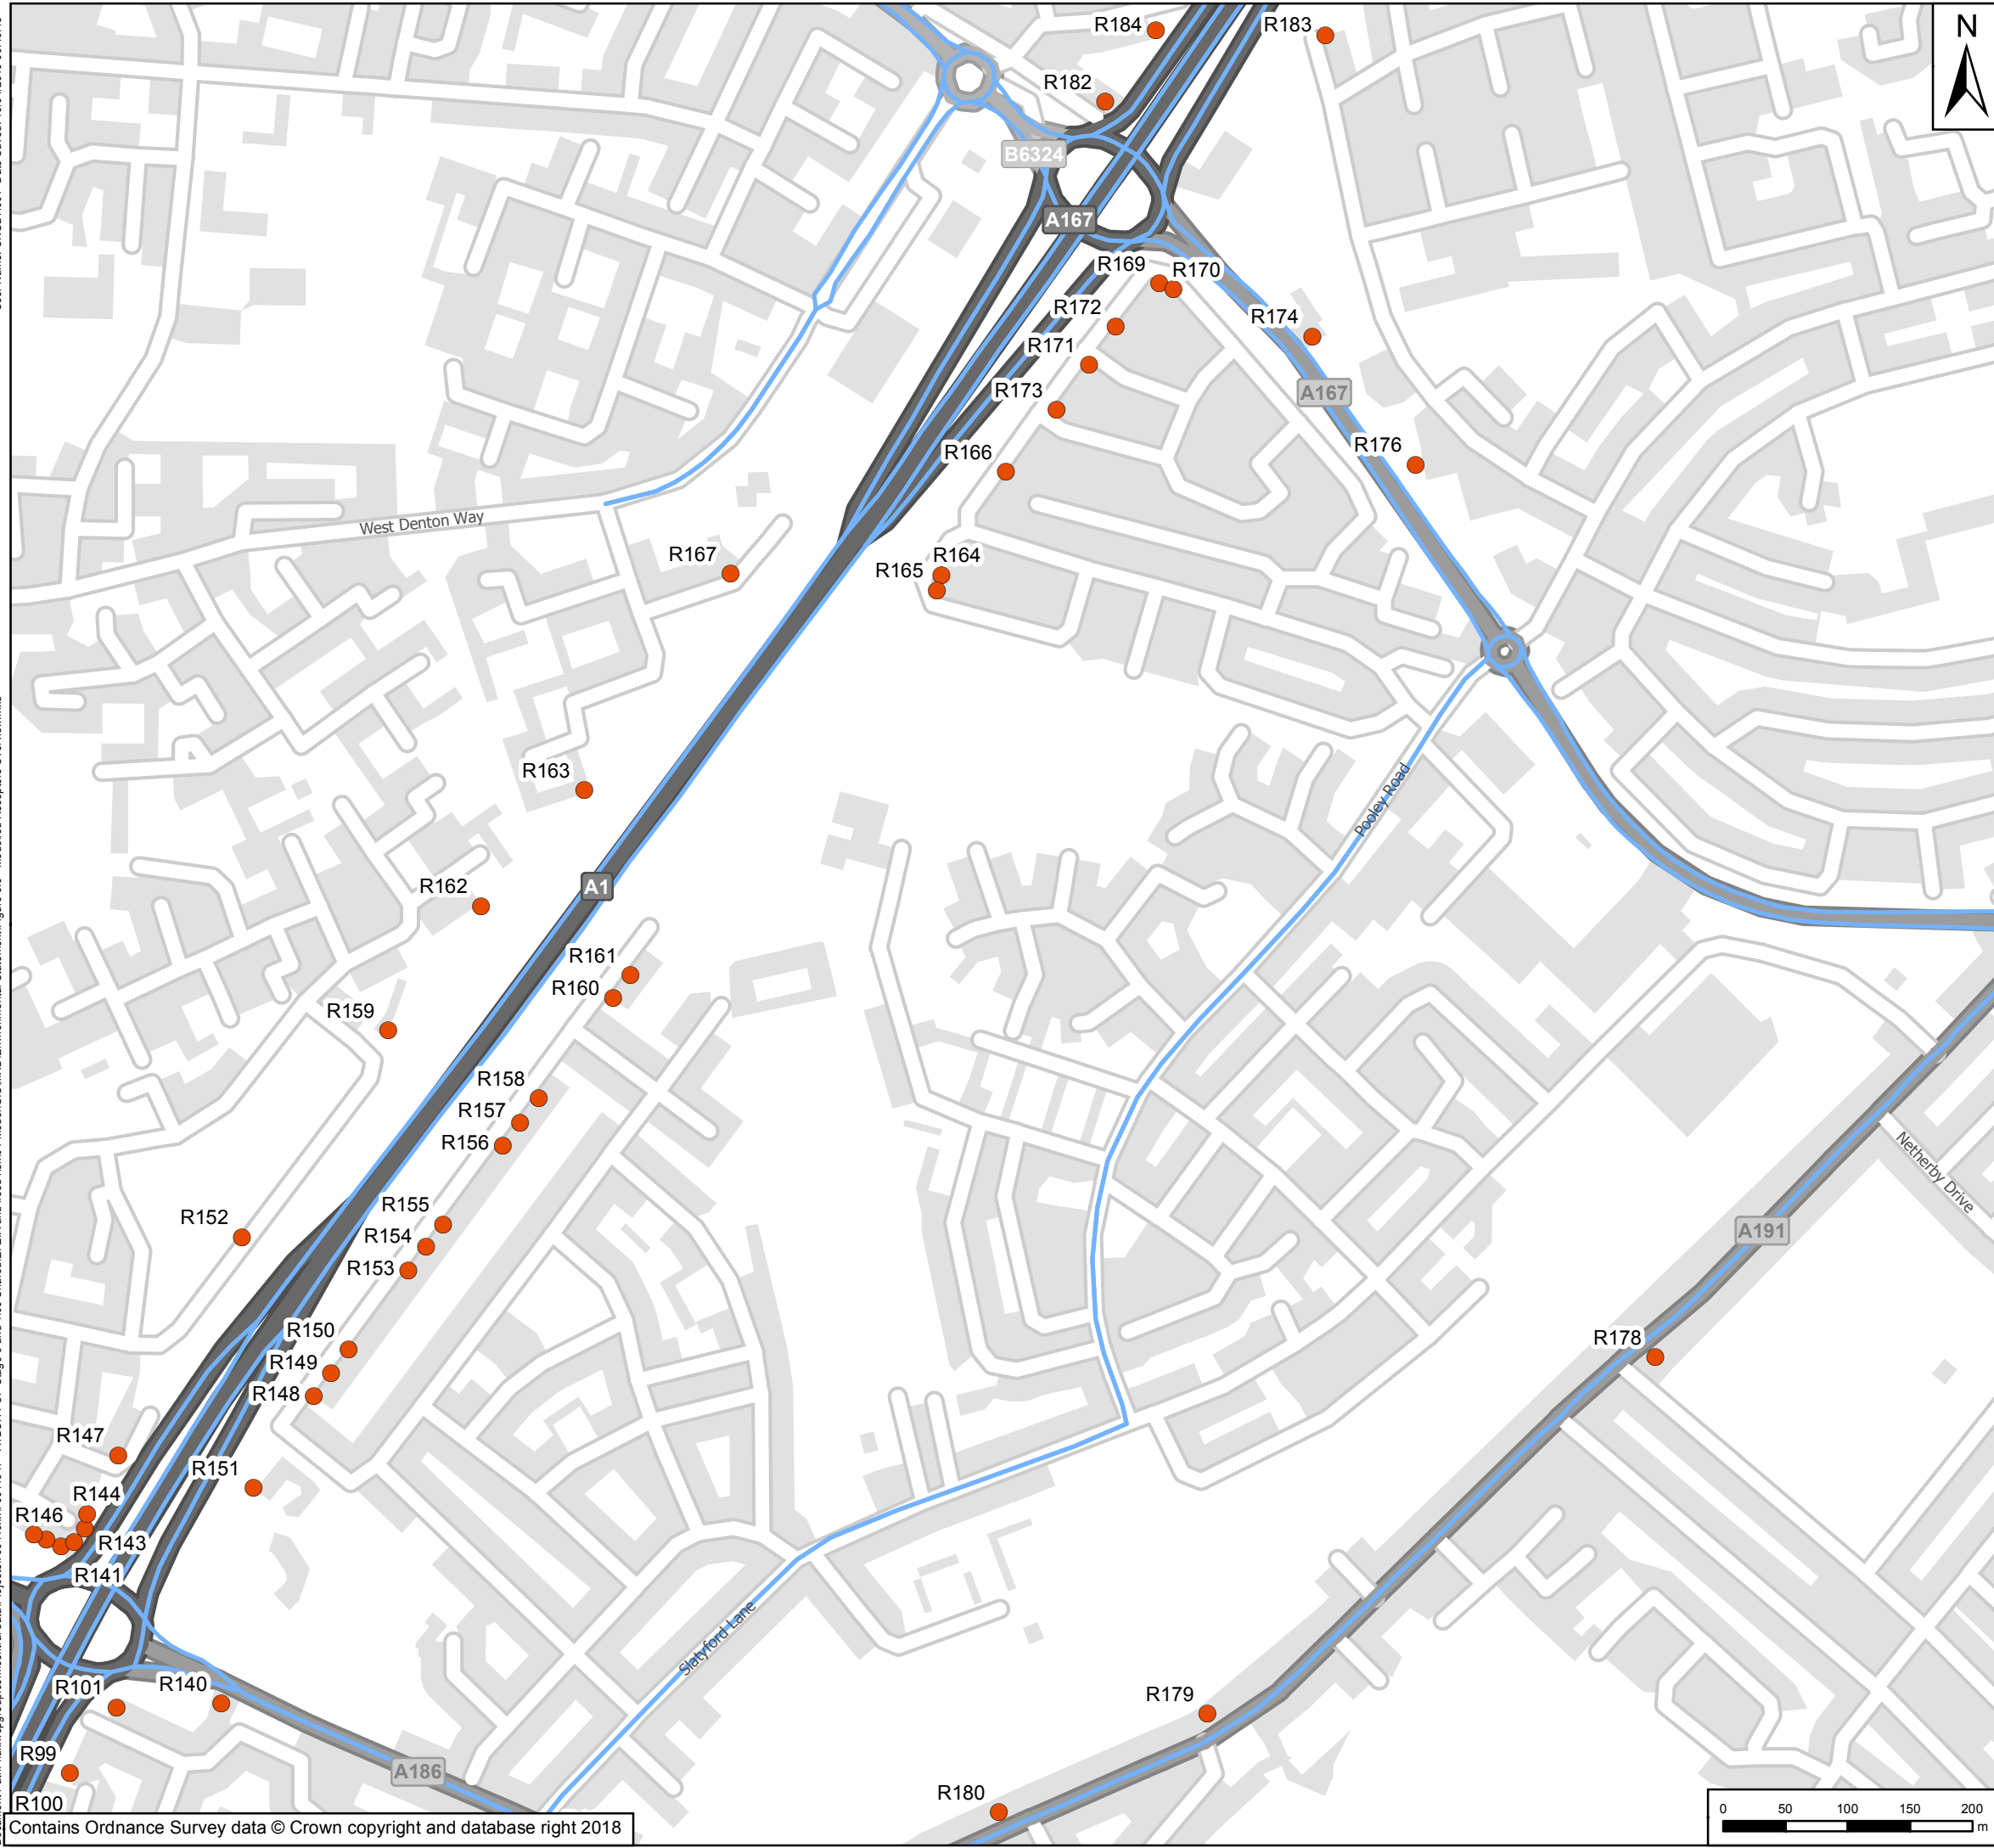 R184
R183
N
R182
B6324
A167
R169
R170
R172
R174
R171
R173
A167
R176
R166
West Denton Way
R167
R164
R165
R163
Pooley Road
R162
A1
R161
R160
R159
R158
R157
R156
Netherby Drive
R155
R152
R154
A191
R153
R150
R178
R149
R148
R147
R151
R144
R146
R143
R141
Slatyford Lane
R140
R101
R179
R99
A186
R180
R100
0 50 100 150 200
m
Contains Ordnance Survey data © Crown copyright and database right 2018